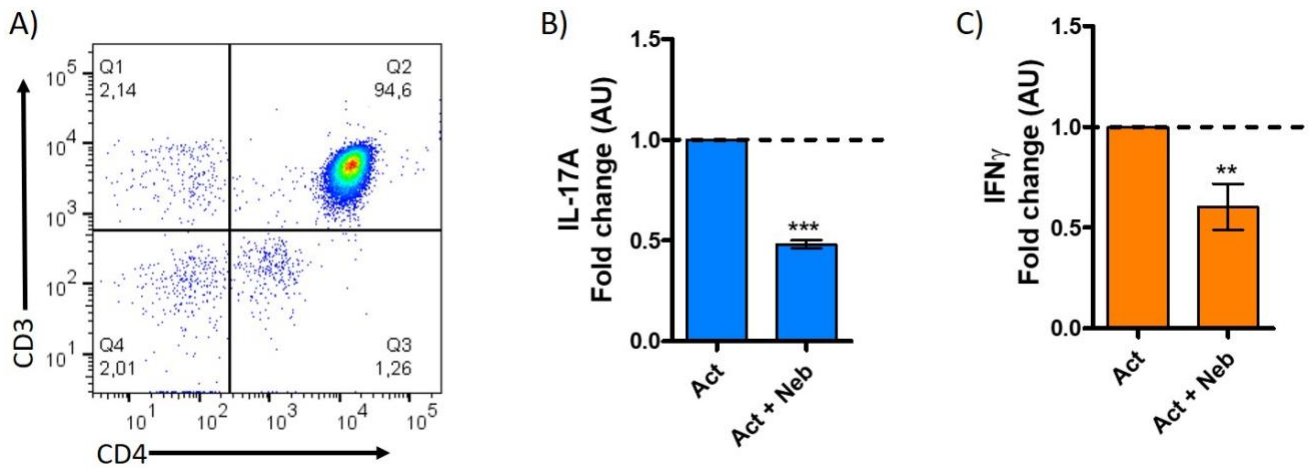 A)
Q1
2,14
Q2
94,6
10^5
10^4
10^3
10^2
10^1
Q4
2,01
Q3
1,26
10^1 10^2 10^3 10^4 10^5
CD3
CD4
B)
IL-17A
Fold change (AU)
1.5
1.0
0.5
0.0
***
Act
Act + Neb
C)
IFNγ
Fold change (AU)
1.5
1.0
0.5
0.0
**
Act
Act + Neb